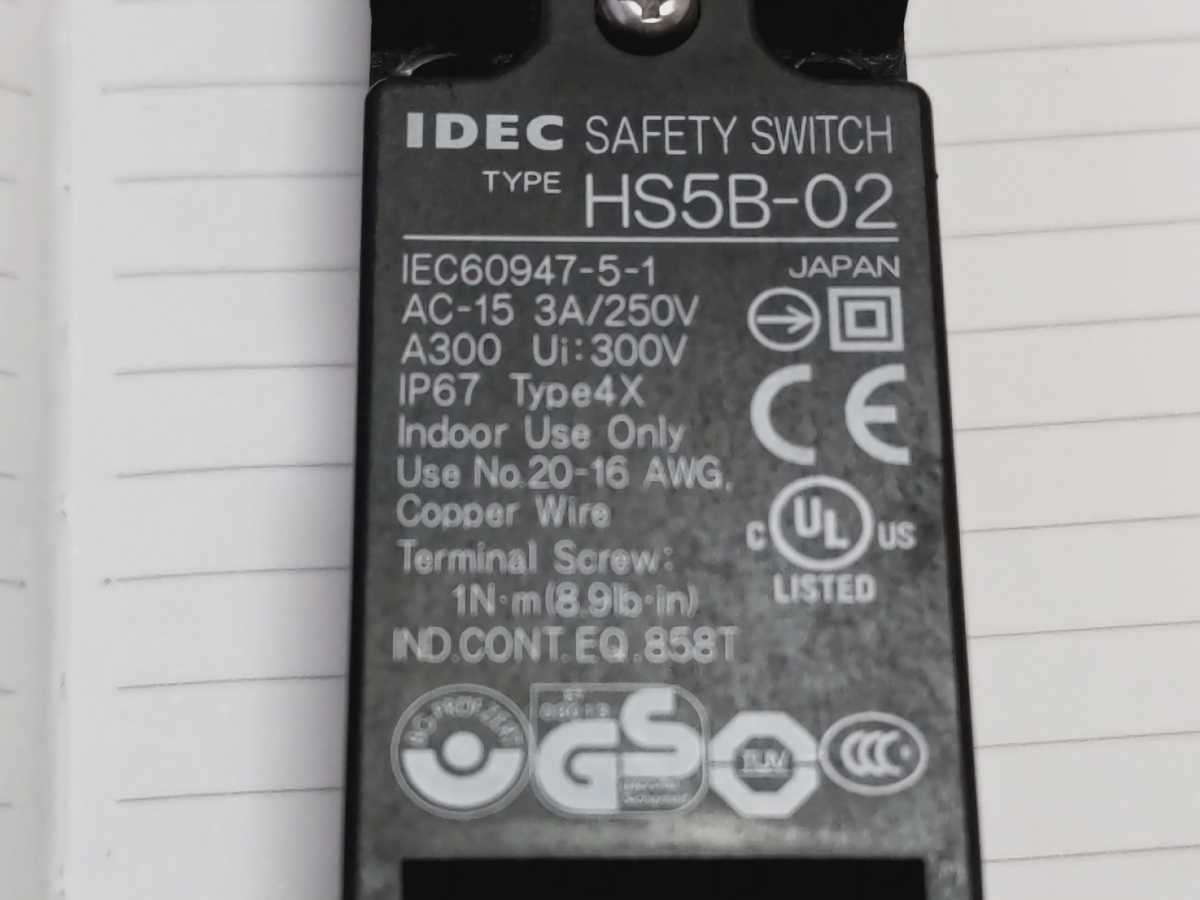 IDEC SAFETY SWITCH
TYPE HS5B-02
IEC60947-5-1
JAPAN
AC-15 3A/250V
A300 Ui:300V
IP67 Type4X
CE
Indoor Use Only
Use No.20-16 AWG.
Copper Wire
C UL US
LISTED
Terminal Screw:
1N·m(8.9lb·in)
IND.CONT.EQ.858T
GS
TÜV
CCC